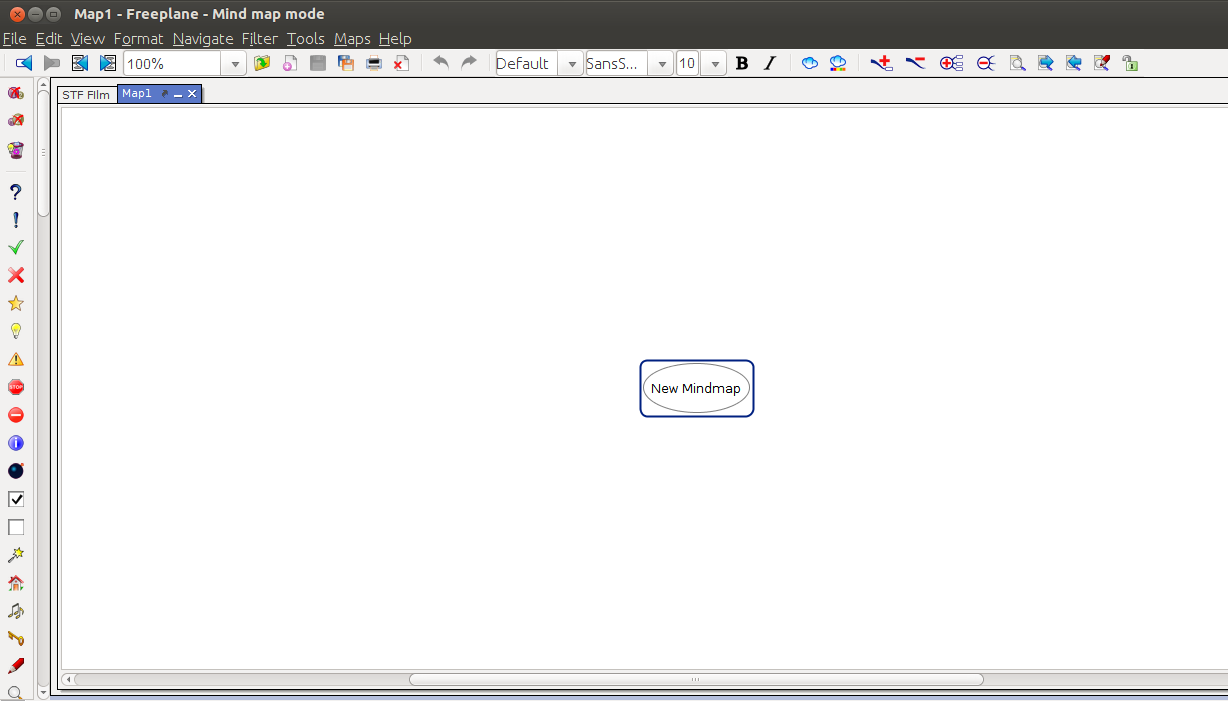 Map1 - Freeplane - Mind map mode
File Edit View Format Navigate Filter Tools Maps Help
100% Default SansS... 10 B I
STF Film Map1
STOP
New Mindmap